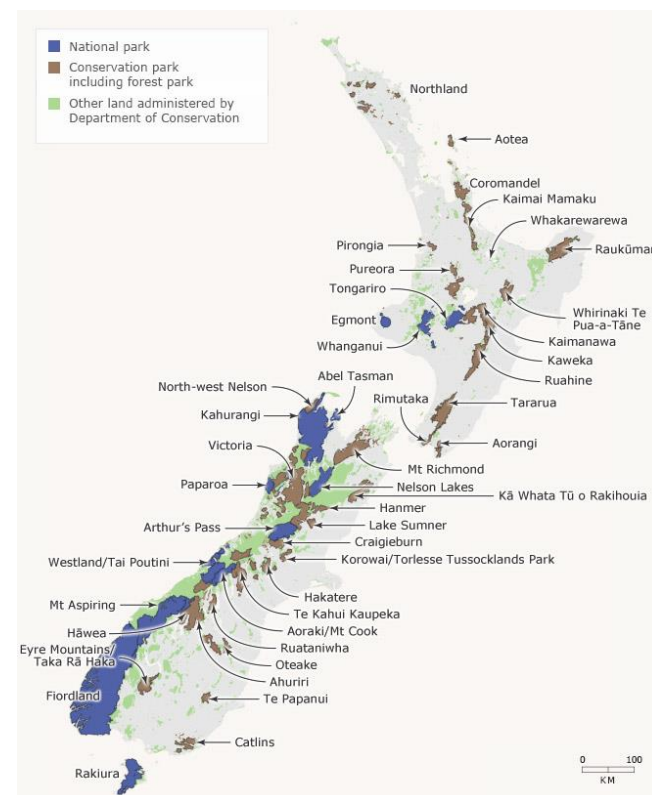 National park
Conservation park
including forest park
Other land administered by
Department of Conservation
Northland
Aotea
Coromandel
Kaimai Mamaku
Whakarewarewa
Pirongia
Raukūmar
Pureora
Tongariro
Egmont
Whirinaki Te
Pua-a-Tāne
Whanganui
Kaimanawa
Kaweka
Ruahine
Abel Tasman
North-west Nelson
Rimutaka
Tararua
Kahurangi
Victoria
Aorangi
Mt Richmond
Paparoa
Nelson Lakes
Kā Whata Tū o Rakihouia
Hanmer
Arthur's Pass
Lake Sumner
Craigieburn
Westland/Tai Poutini
Korowai/Torlesse Tussocklands Park
Hakatere
Mt Aspiring
Te Kahui Kaupeka
Aoraki/Mt Cook
Hāwea
Ruataniwha
Eyre Mountains/
Taka Rā Haka
Oteake
Ahuriri
Fiordland
Te Papanui
Catlins
Rakiura
0 100
KM